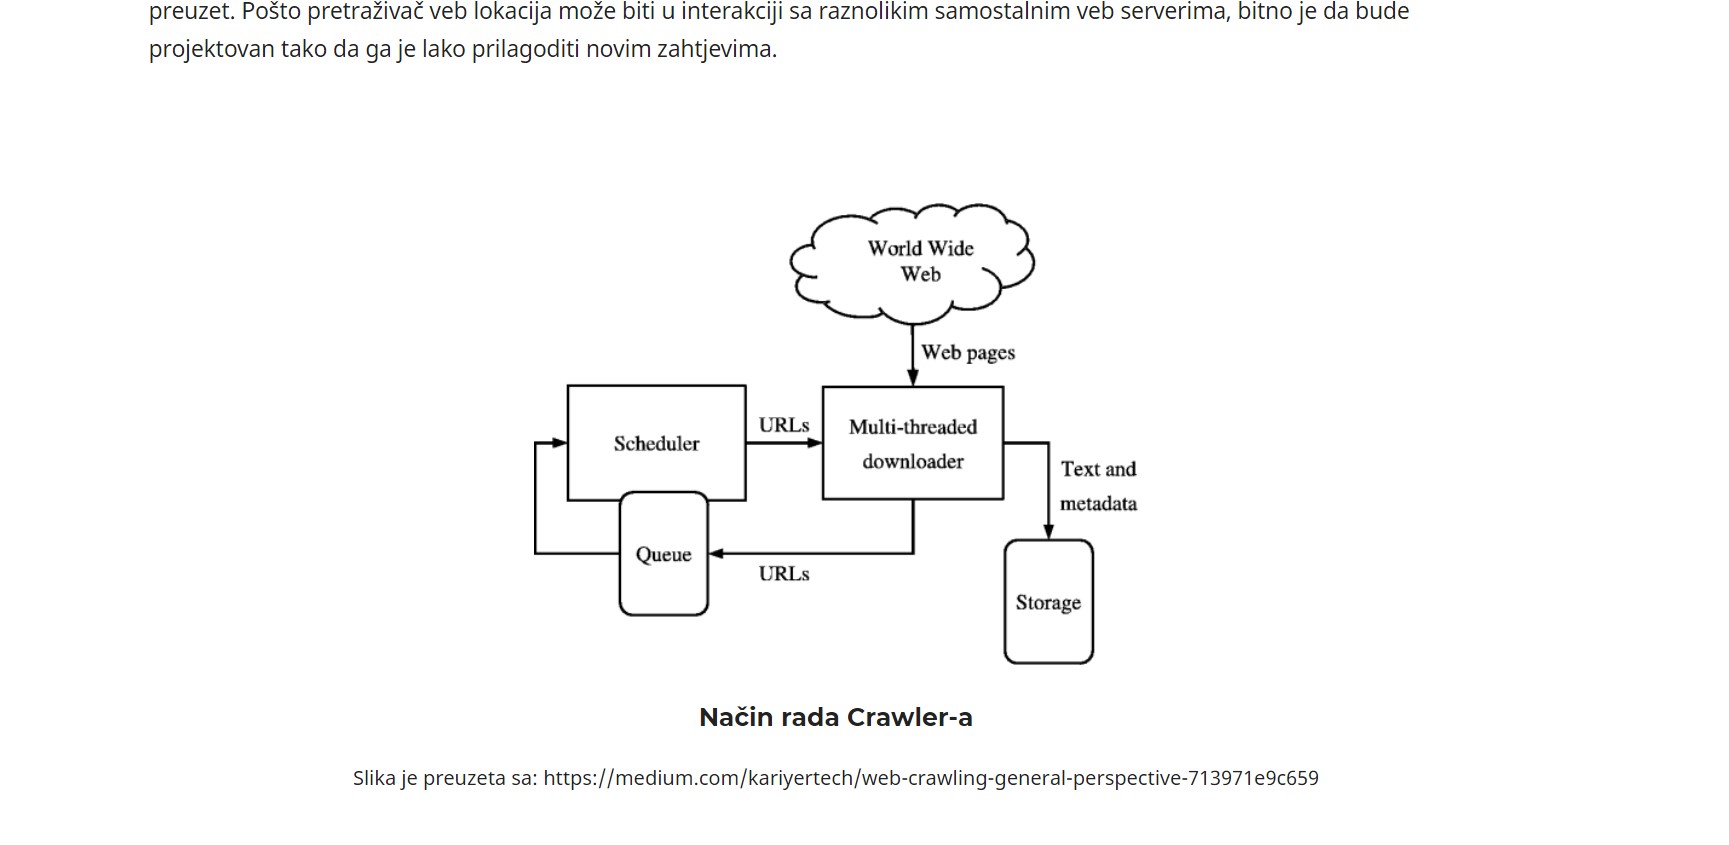 preuzet. Pošto pretraživač veb lokacija može biti u interakciji sa raznolikim samostalnim veb serverima, bitno je da bude
projektovan tako da ga je lako prilagoditi novim zahtjevima.
World Wide
Web
Web pages
Scheduler
URLs
Multi-threaded
downloader
Text and
metadata
Queue
URLs
Storage
Način rada Crawler-a
Slika je preuzeta sa: https://medium.com/kariyertech/web-crawling-general-perspective-713971e9c659